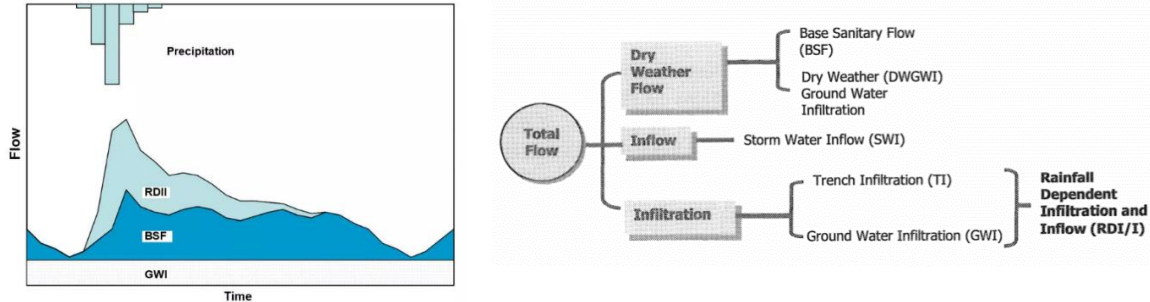 Precipitation
Flow
RDII
BSF
GWI
Time
Total
Flow
Dry
Weather
Flow
Base Sanitary Flow
(BSF)
Dry Weather (DWGWI)
Ground Water
Infiltration
Inflow
Storm Water Inflow (SWI)
Infiltration
Trench Infiltration (TI)
Ground Water Infiltration (GWI)
Rainfall
Dependent
Infiltration and
Inflow (RDI/I)